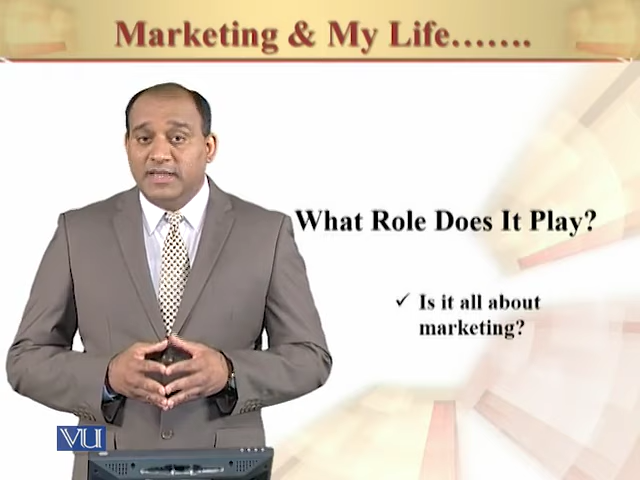 Marketing & My Life…….
What Role Does It Play?
✓ Is it all about
marketing?
VU